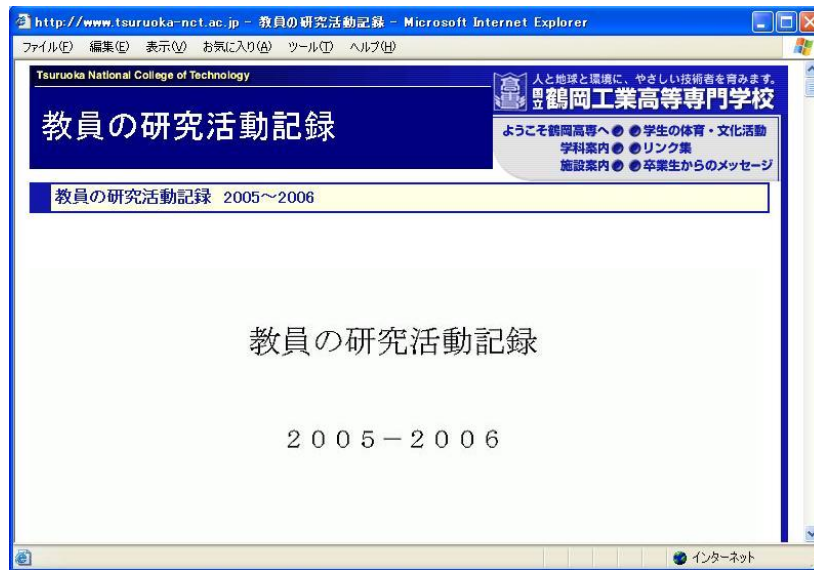 http://www.tsuruoka-nct.ac.jp - 教員の研究活動記録 - Microsoft Internet Explorer
ファイル(F) 編集(E) 表示(V) お気に入り(A) ツール(T) ヘルプ(H)
Tsuruoka National College of Technology
人と地球と環境に、やさしい技術者を育みます。
国立鶴岡工業高等専門学校
教員の研究活動記録
ようこそ鶴岡高専へ 学生の体育・文化活動
学科案内 リンク集
施設案内 卒業生からのメッセージ
教員の研究活動記録 2005~2006
教員の研究活動記録
2005-2006
インターネット